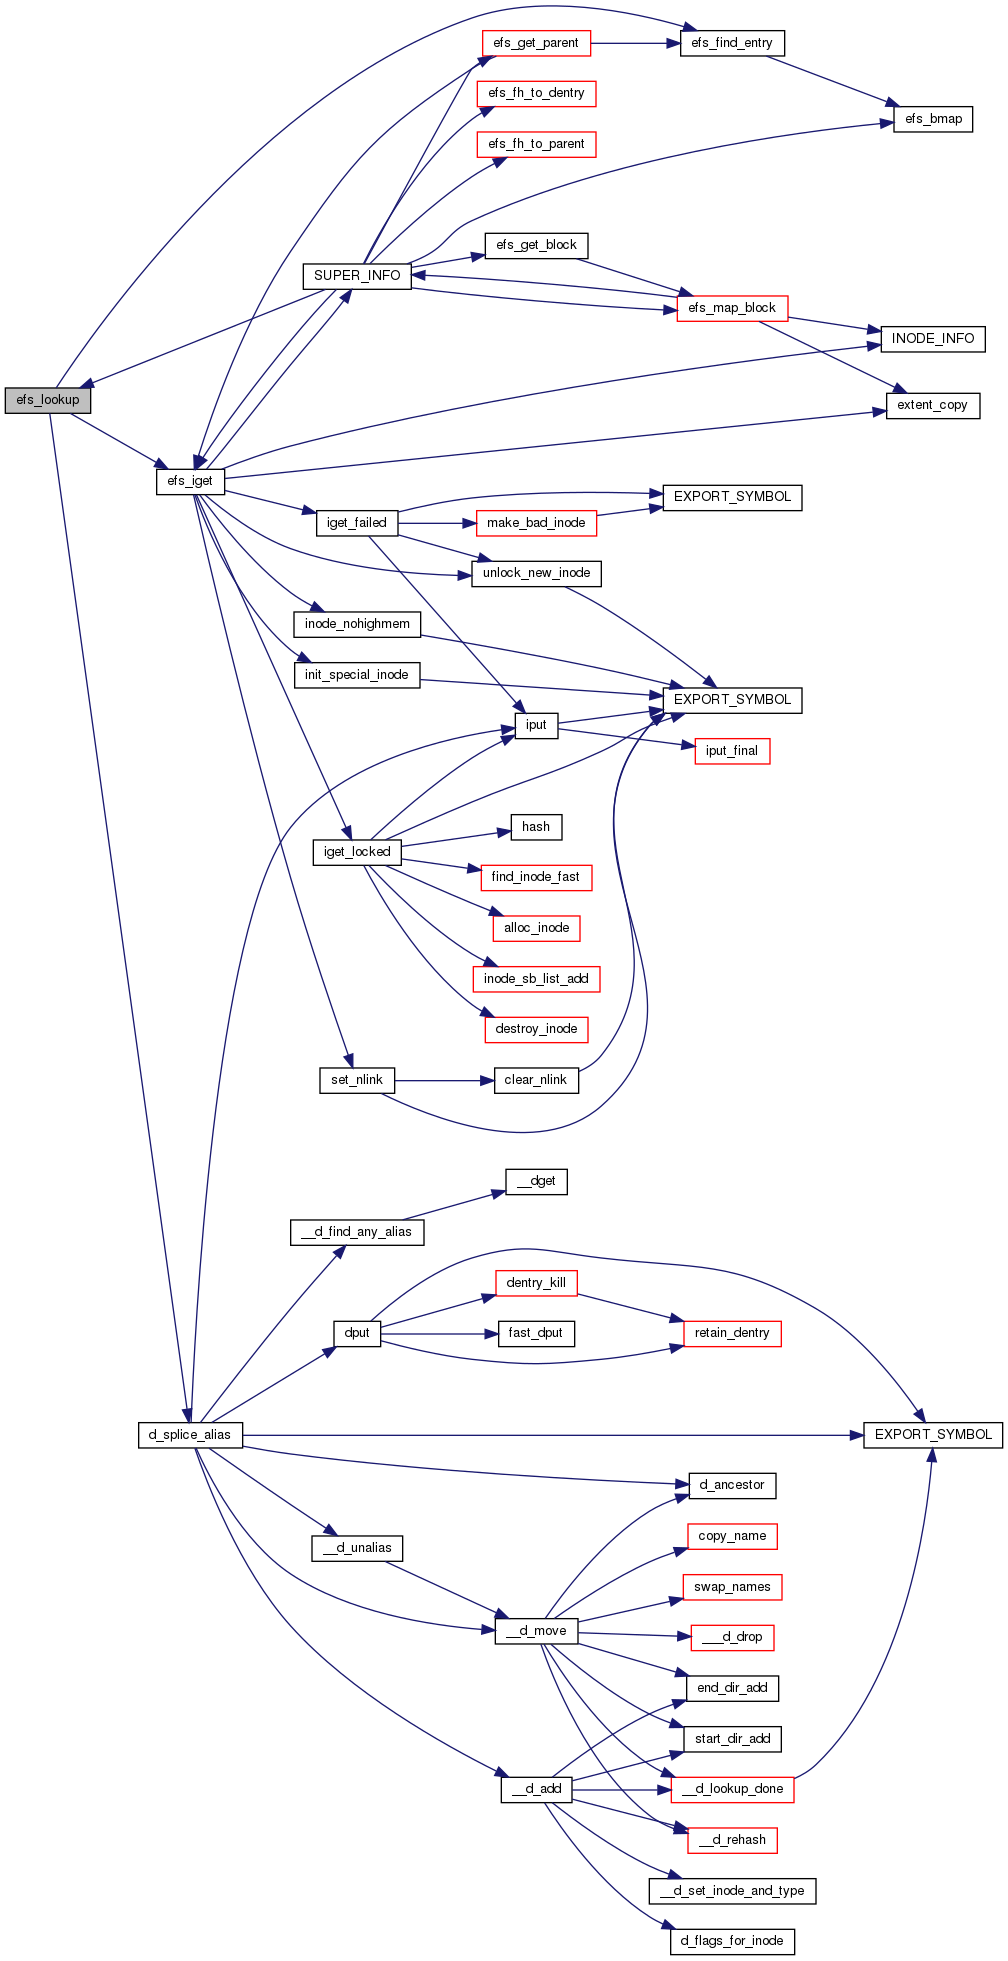 efs_get_parent
efs_find_entry
efs_fh_to_dentry
efs_bmap
efs_fh_to_parent
efs_get_block
SUPER_INFO
efs_map_block
INODE_INFO
efs_lookup
extent_copy
efs_iget
EXPORT_SYMBOL
iget_failed
make_bad_inode
unlock_new_inode
inode_nohighmem
init_special_inode
EXPORT_SYMBOL
iput
iput_final
hash
iget_locked
find_inode_fast
alloc_inode
inode_sb_list_add
destroy_inode
set_nlink
clear_nlink
__dget
__d_find_any_alias
dentry_kill
dput
fast_dput
retain_dentry
d_splice_alias
EXPORT_SYMBOL
d_ancestor
copy_name
__d_unalias
swap_names
__d_move
___d_drop
end_dir_add
start_dir_add
__d_add
__d_lookup_done
__d_rehash
__d_set_inode_and_type
d_flags_for_inode